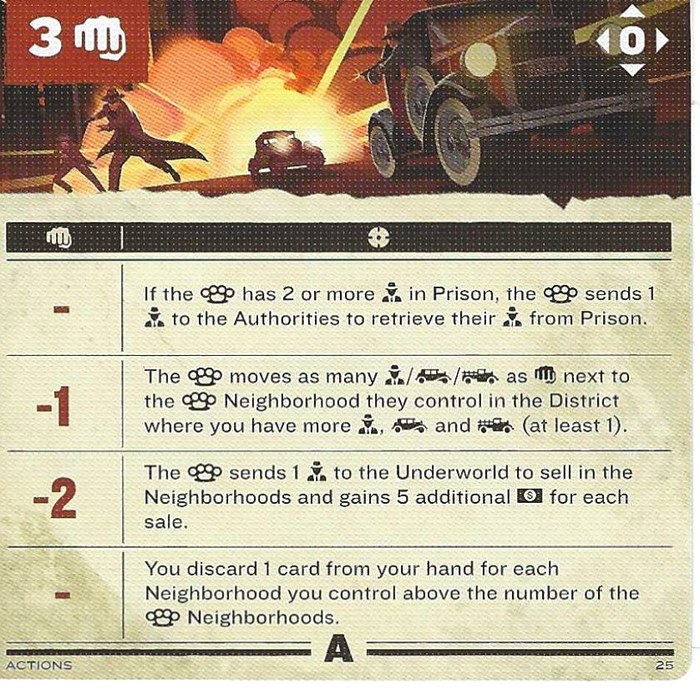 3
0
-
If the has 2 or more in Prison, the sends 1
to the Authorities to retrieve their from Prison.
-1
The moves as many / / as next to
the Neighborhood they control in the District
where you have more , and (at least 1).
-2
The sends 1 to the Underworld to sell in the
Neighborhoods and gains 5 additional for each
sale.
-
You discard 1 card from your hand for each
Neighborhood you control above the number of the
Neighborhoods.
A
ACTIONS
25